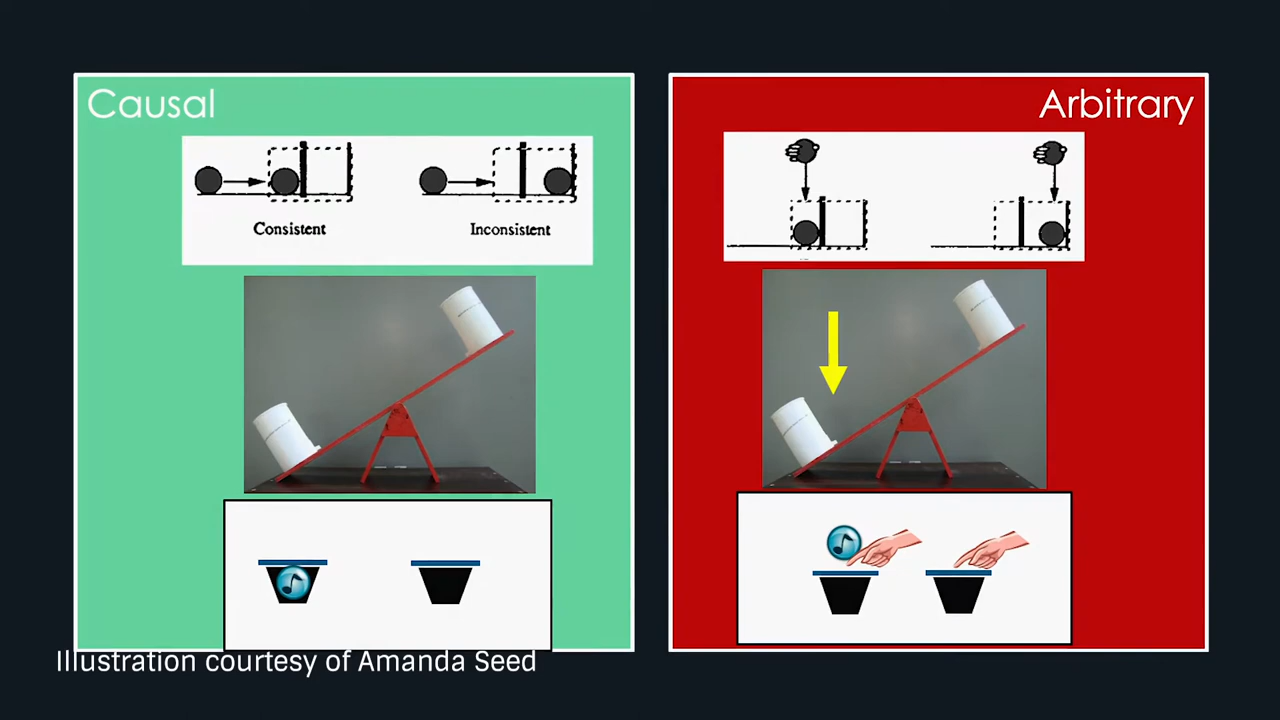 Causal
Arbitrary
Consistent
Inconsistent
Illustration courtesy of Amanda Seed